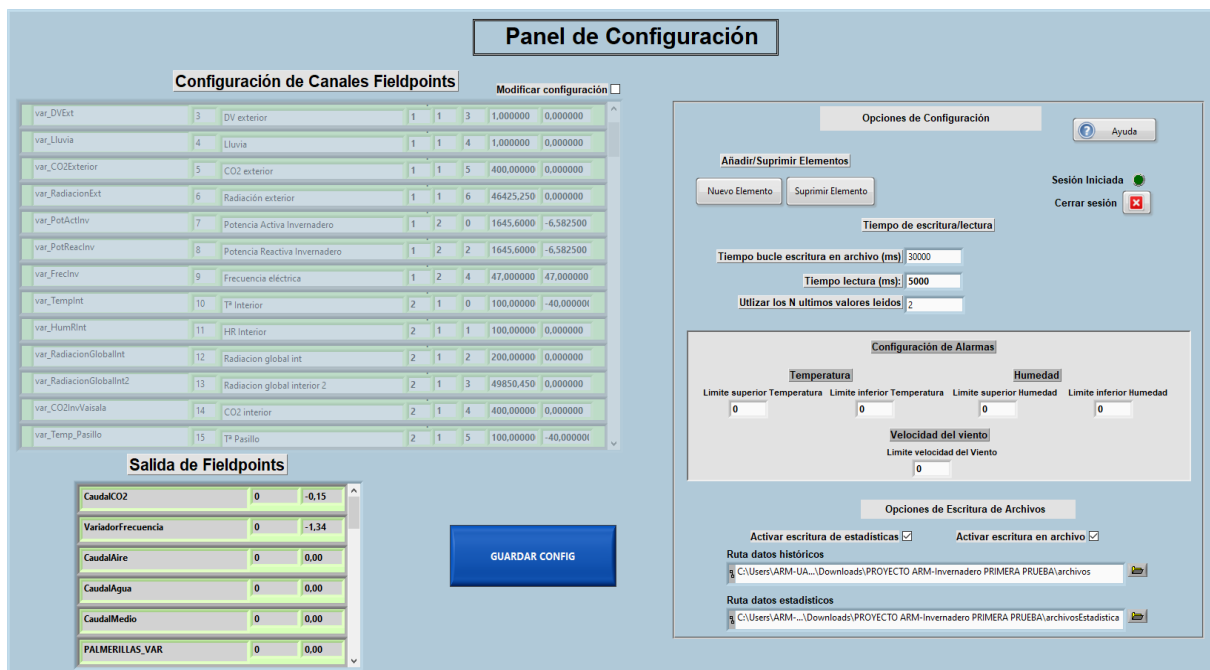 Panel de Configuración
Configuración de Canales Fieldpoints
Modificar configuración
var_DVExt 3 DV exterior 1 1 3 1,000000 0,000000
var_Lluvia 4 Lluvia 1 1 4 1,000000 0,000000
var_CO2Exterior 5 CO2 exterior 1 1 5 400,00000 0,000000
var_RadiacionExt 6 Radiación exterior 1 1 6 46425,250 0,000000
var_PotActInv 7 Potencia Activa Invernadero 1 2 0 1645,6000 -6,582500
var_PotReacInv 8 Potencia Reactiva Invernadero 1 2 2 1645,6000 -6,582500
var_FrecInv 9 Frecuencia eléctrica 1 2 4 47,000000 47,000000
var_TempInt 10 Tª Interior 2 1 0 100,00000 -40,00000(
var_HumRInt 11 HR Interior 2 1 1 100,00000 0,000000
var_RadiacionGlobalInt 12 Radiacion global int 2 1 2 200,00000 0,000000
var_RadiacionGlobalInt2 13 Radiacion global interior 2 2 1 3 49850,450 0,000000
var_CO2InvVaisala 14 CO2 interior 2 1 4 400,00000 0,000000
var_Temp_Pasillo 15 Tª Pasillo 2 1 5 100,00000 -40,00000(
Salida de Fieldpoints
CaudalCO2 0 -0,15
VariadorFrecuencia 0 -1,34
CaudalAire 0 0,00
CaudalAgua 0 0,00
CaudalMedio 0 0,00
PALMERILLAS_VAR 0 0,00
GUARDAR CONFIG
Opciones de Configuración
Ayuda
Añadir/Suprimir Elementos
Nuevo Elemento Suprimir Elemento
Sesión Iniciada
Cerrar sesión
Tiempo de escritura/lectura
Tiempo bucle escritura en archivo (ms) 30000
Tiempo lectura (ms): 5000
Utlizar los N ultimos valores leidos 2
Configuración de Alarmas
Temperatura Humedad
Limite superior Temperatura Limite inferior Temperatura Limite superior Humedad Limite inferior Humedad
0 0 0 0
Velocidad del viento
Limite velocidad del Viento
0
Opciones de Escritura de Archivos
Activar escritura de estadisticas Activar escritura en archivo
Ruta datos históricos
C:\Users\ARM-UA...\Downloads\PROYECTO ARM-Invernadero PRIMERA PRUEBA\archivos
Ruta datos estadisticos
C:\Users\ARM-...\Downloads\PROYECTO ARM-Invernadero PRIMERA PRUEBA\archivosEstadistica